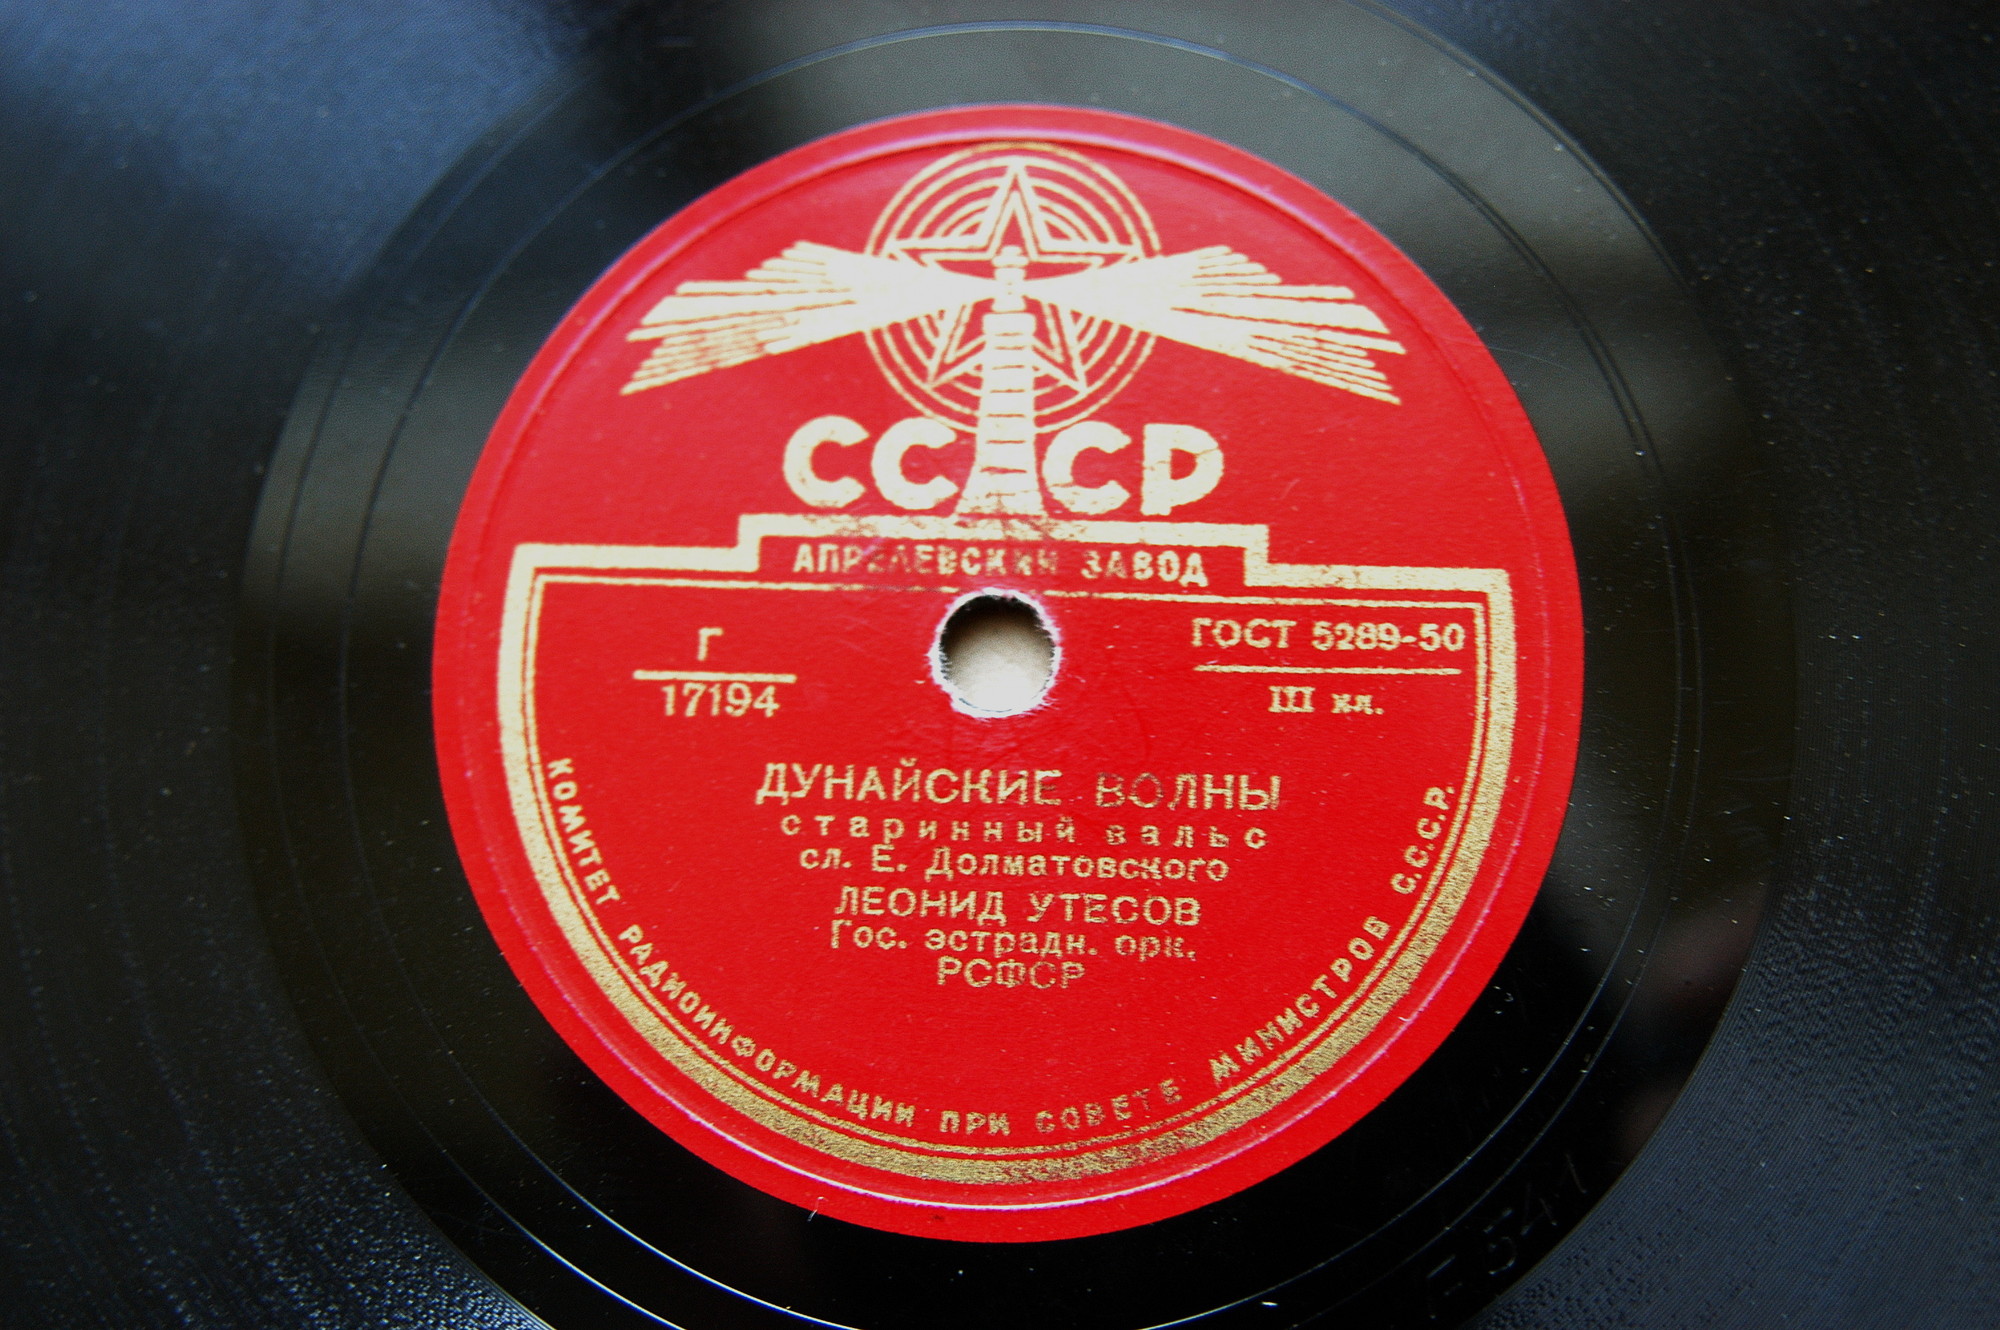 СССР
АПРЕЛЕВСКИЙ ЗАВОД
Г
17194
ГОСТ 5289-50
III кл.
ДУНАЙСКИЕ ВОЛНЫ
старинный вальс
сл. Е. Долматовского
ЛЕОНИД УТЕСОВ
Гос. эстрадн. орк.
РСФСР
КОМИТЕТ РАДИОИНФОРМАЦИИ ПРИ СОВЕТЕ МИНИСТРОВ С.С.С.Р.